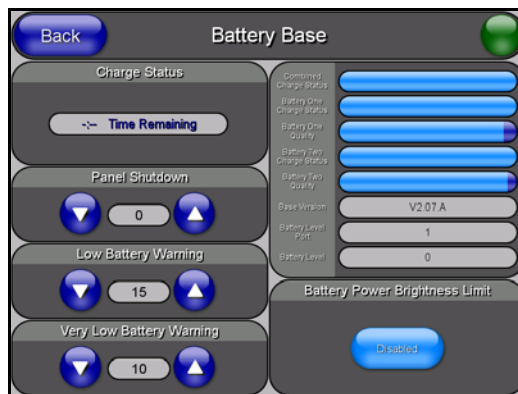 Back
Battery Base
Charge Status
-:-- Time Remaining
Panel Shutdown
0
Low Battery Warning
15
Very Low Battery Warning
10
Combined
Charge Status
Battery One
Charge Status
Battery One
Quality
Battery Two
Charge Status
Battery Two
Quality
Base Version
V2.07.A
Battery Level
Port
1
Battery Level
0
Battery Power Brightness Limit
Disabled